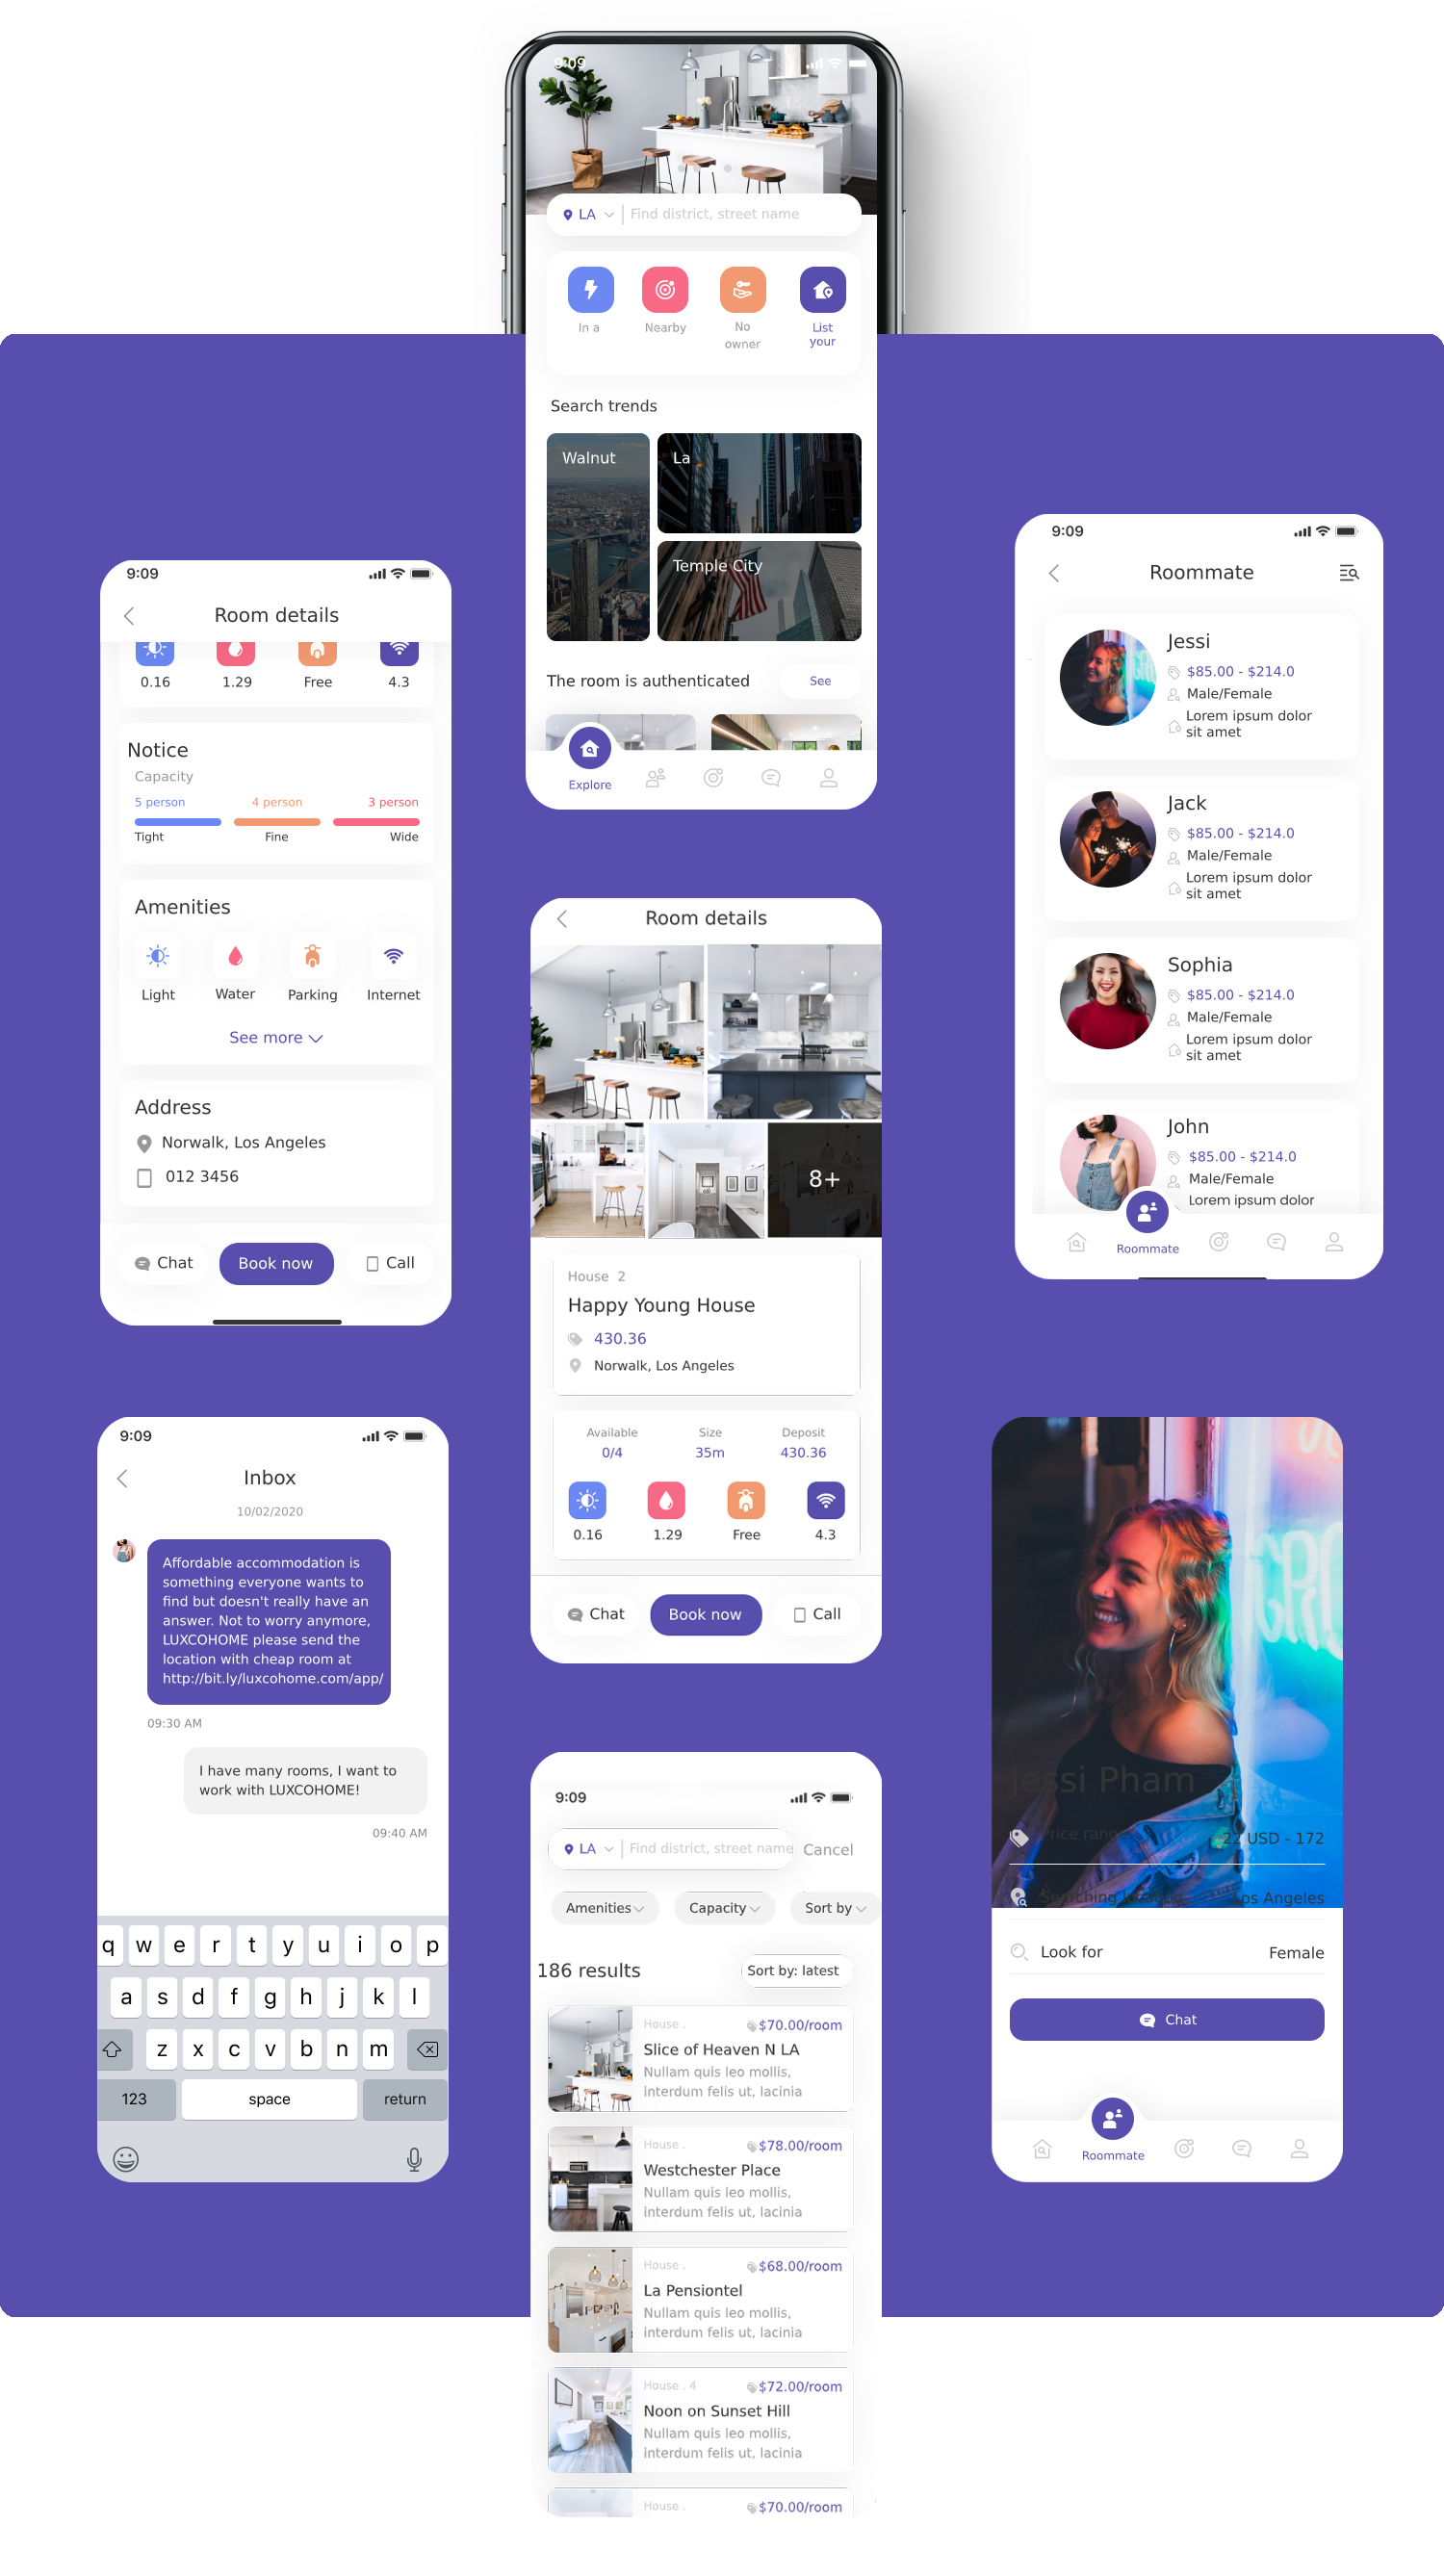 9:09
LA
Find district, street name
In a
Nearby
No
owner
List
your
Search trends
Walnut
La
Temple City
The room is authenticated
See
Explore
9:09
Room details
0.16
1.29
Free
4.3
Notice
Capacity
5 person
4 person
3 person
Tight
Fine
Wide
Amenities
Light
Water
Parking
Internet
See more
Address
Norwalk, Los Angeles
012 3456
Chat
Book now
Call
9:09
Roommate
Jessi
$85.00 - $214.0
Male/Female
Lorem ipsum dolor
sit amet
Jack
$85.00 - $214.0
Male/Female
Lorem ipsum dolor
sit amet
Sophia
$85.00 - $214.0
Male/Female
Lorem ipsum dolor
sit amet
John
$85.00 - $214.0
Male/Female
Lorem ipsum dolor
Roommate
Room details
8+
House 2
Happy Young House
430.36
Norwalk, Los Angeles
Available
Size
Deposit
0/4
35m
430.36
0.16
1.29
Free
4.3
Chat
Book now
Call
9:09
Inbox
10/02/2020
Affordable accommodation is
something everyone wants to
find but doesn't really have an
answer. Not to worry anymore,
LUXCOHOME please send the
location with cheap room at
http://bit.ly/luxcohome.com/app/
09:30 AM
I have many rooms, I want to
work with LUXCOHOME!
09:40 AM
q w e r t y u i o p
a s d f g h j k l
z x c v b n m
123
space
return
Jessi Pham
Price range
22 USD - 172
Searching location
Los Angeles
Look for
Female
Chat
Roommate
9:09
LA
Find district, street name
Cancel
Amenities
Capacity
Sort by
186 results
Sort by: latest
House .
$70.00/room
Slice of Heaven N LA
Nullam quis leo mollis,
interdum felis ut, lacinia
House .
$78.00/room
Westchester Place
Nullam quis leo mollis,
interdum felis ut, lacinia
House .
$68.00/room
La Pensiontel
Nullam quis leo mollis,
interdum felis ut, lacinia
House . 4
$72.00/room
Noon on Sunset Hill
Nullam quis leo mollis,
interdum felis ut, lacinia
House .
$70.00/room